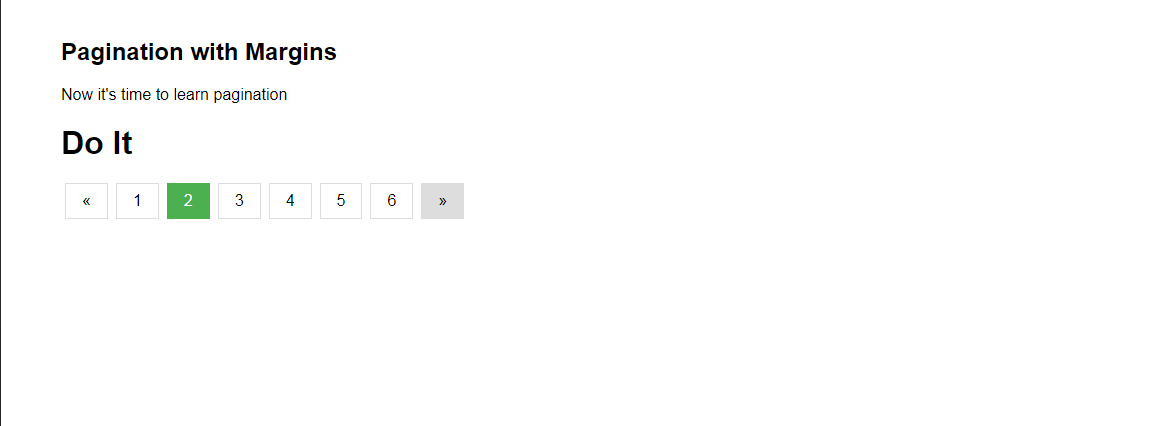 Pagination with Margins
Now it's time to learn pagination
Do It
« 1 2 3 4 5 6 »